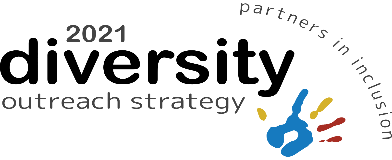 2021
diversity
outreach strategy
partners in inclusion